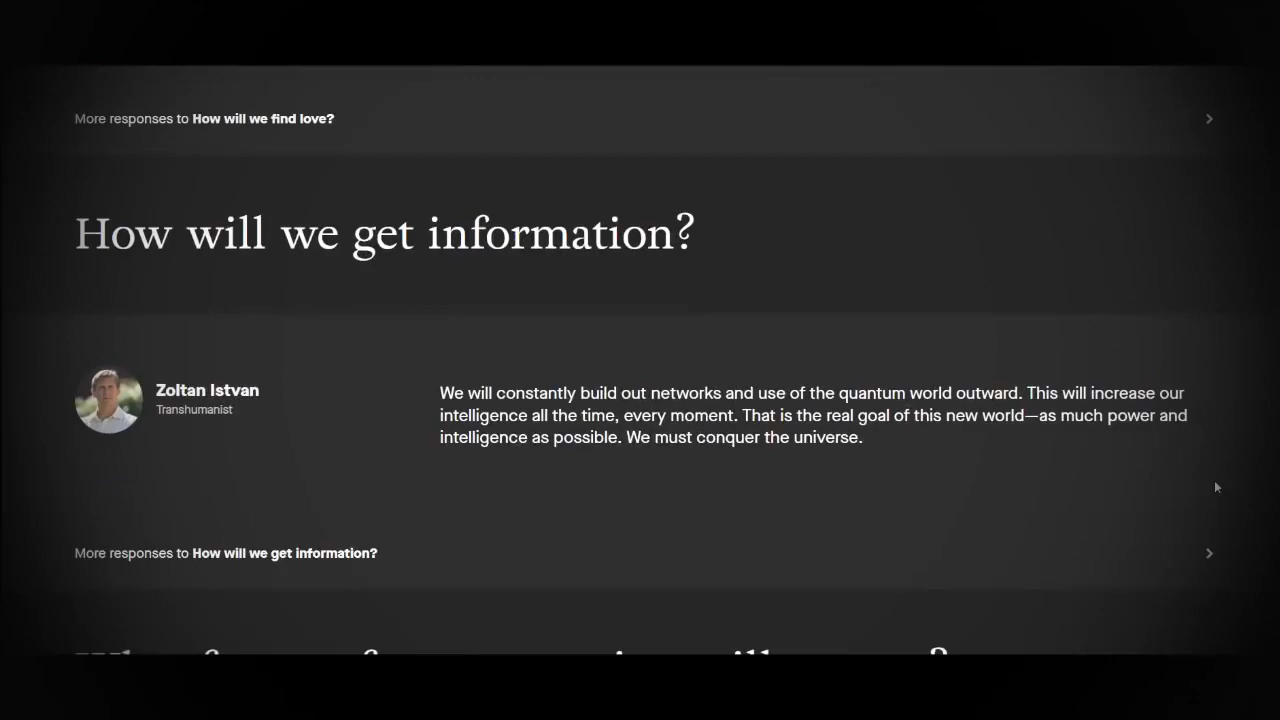 More responses to How will we find love?
How will we get information?
Zoltan Istvan
Transhumanist
We will constantly build out networks and use of the quantum world outward. This will increase our
intelligence all the time, every moment. That is the real goal of this new world—as much power and
intelligence as possible. We must conquer the universe.
More responses to How will we get information?